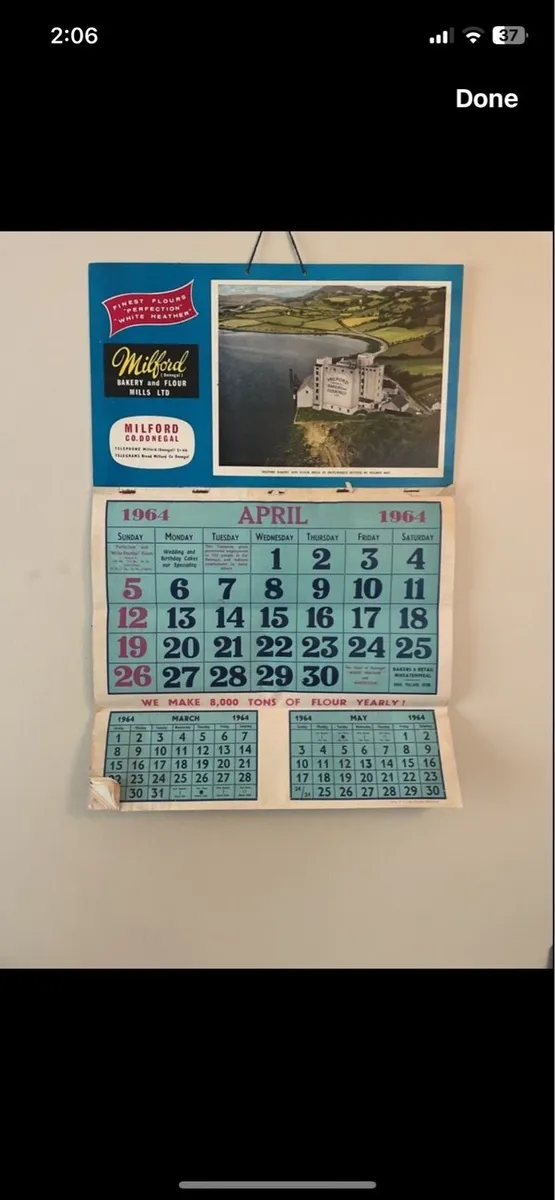 2:06
37
Done
FINEST FLOURS
"PERFECTION"
"WHITE HEATHER"
Milford
(Donegal)
BAKERY and FLOUR
MILLS LTD
MILFORD
CO. DONEGAL
MILFORD
BAKERY
1964 APRIL 1964
SUNDAY MONDAY TUESDAY WEDNESDAY THURSDAY FRIDAY SATURDAY
Wedding and
Birthday Cakes
our Speciality
1 2 3 4
5 6 7 8 9 10 11
12 13 14 15 16 17 18
19 20 21 22 23 24 25
26 27 28 29 30
BAKERS & RETAIL
WHEATENMEAL
WE MAKE 8,000 TONS OF FLOUR YEARLY!
1964 MARCH 1964
1 2 3 4 5 6 7
8 9 10 11 12 13 14
15 16 17 18 19 20 21
22 23 24 25 26 27 28
30 31
1964 MAY 1964
1 2
3 4 5 6 7 8 9
10 11 12 13 14 15 16
17 18 19 20 21 22 23
24/31 25 26 27 28 29 30